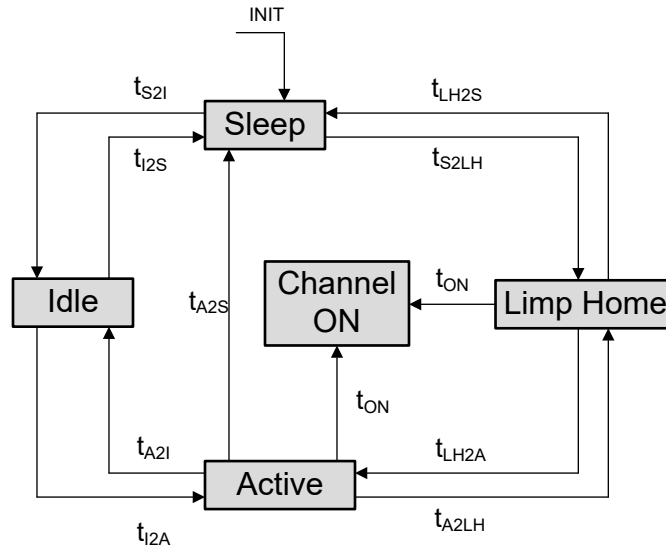 INIT
tS2I
tLH2S
Sleep
tI2S
tS2LH
Idle
tA2S
Channel
ON
tON
Limp Home
tON
tA2I
tLH2A
Active
tI2A
tA2LH